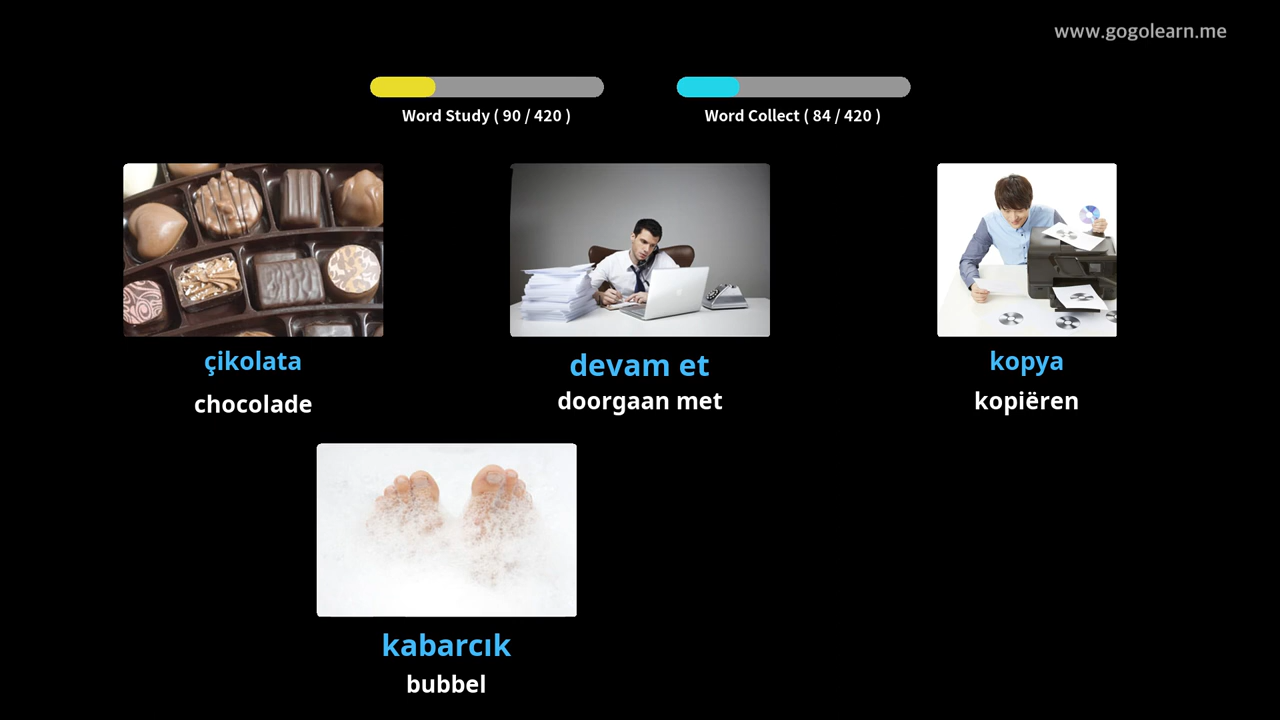 www.gogolearn.me
Word Study ( 90 / 420 )
Word Collect ( 84 / 420 )
çikolata
chocolade
devam et
doorgaan met
kopya
kopiëren
kabarcık
bubbel